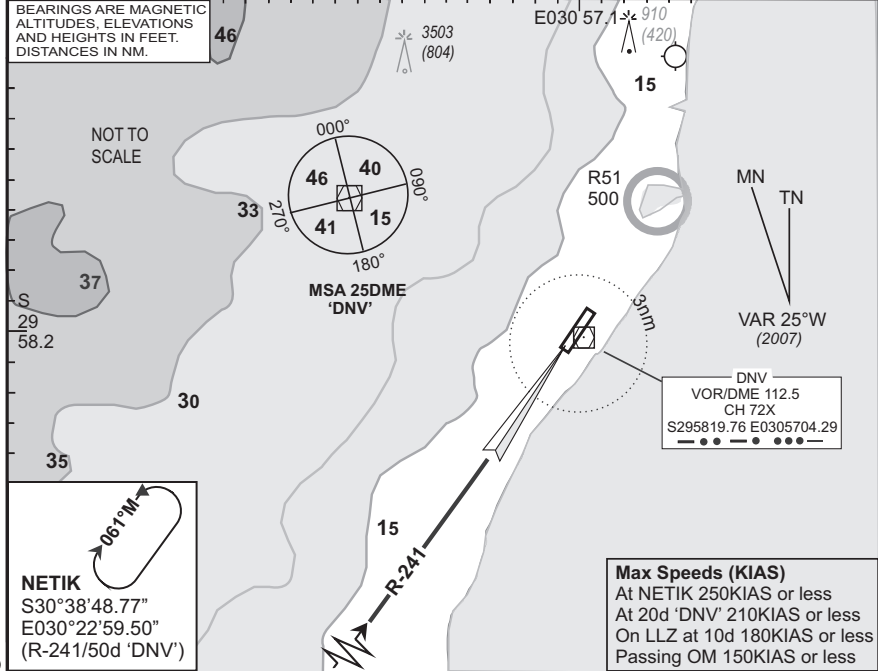 BEARINGS ARE MAGNETIC
ALTITUDES, ELEVATIONS
AND HEIGHTS IN FEET.
DISTANCES IN NM.
46
3503
(804)
E030 57.1
910
(420)
15
NOT TO
SCALE
000°
46 40
090°
270°
41 15
180°
MSA 25DME
‘DNV’
33
R51
500
MN
TN
VAR 25°W
(2007)
37
S
29
58.2
3nm
DNV
VOR/DME 112.5
CH 72X
S295819.76 E0305704.29
30
35
15
R-241
061°M
NETIK
S30°38’48.77”
E030°22’59.50”
(R-241/50d ‘DNV’)
Max Speeds (KIAS)
At NETIK 250KIAS or less
At 20d ‘DNV’ 210KIAS or less
On LLZ at 10d 180KIAS or less
Passing OM 150KIAS or less